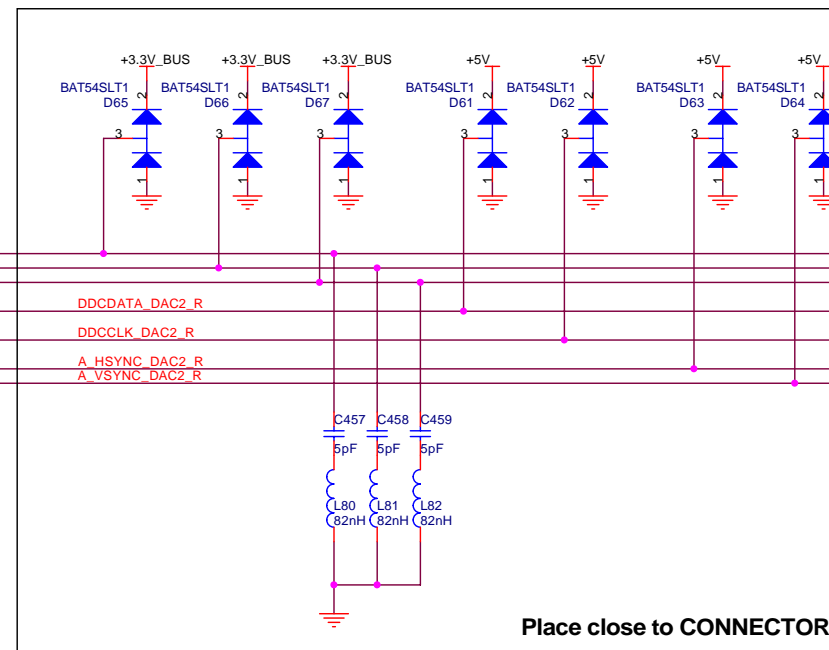 +3.3V_BUS +3.3V_BUS +3.3V_BUS +5V +5V +5V +5V
BAT54SLT1 BAT54SLT1 BAT54SLT1 BAT54SLT1 BAT54SLT1 BAT54SLT1 BAT54SLT1
2 2 2 2 2 2 2
D65 D66 D67 D61 D62 D63 D64
3 3 3 3 3 3 3
1 1 1 1 1 1 1
DDCDATA_DAC2_R
DDCCLK_DAC2_R
A_HSYNC_DAC2_R
A_VSYNC_DAC2_R
C457 C458 C459
5pF 5pF 5pF
L80 L81 L82
82nH 82nH 82nH
Place close to CONNECTOR